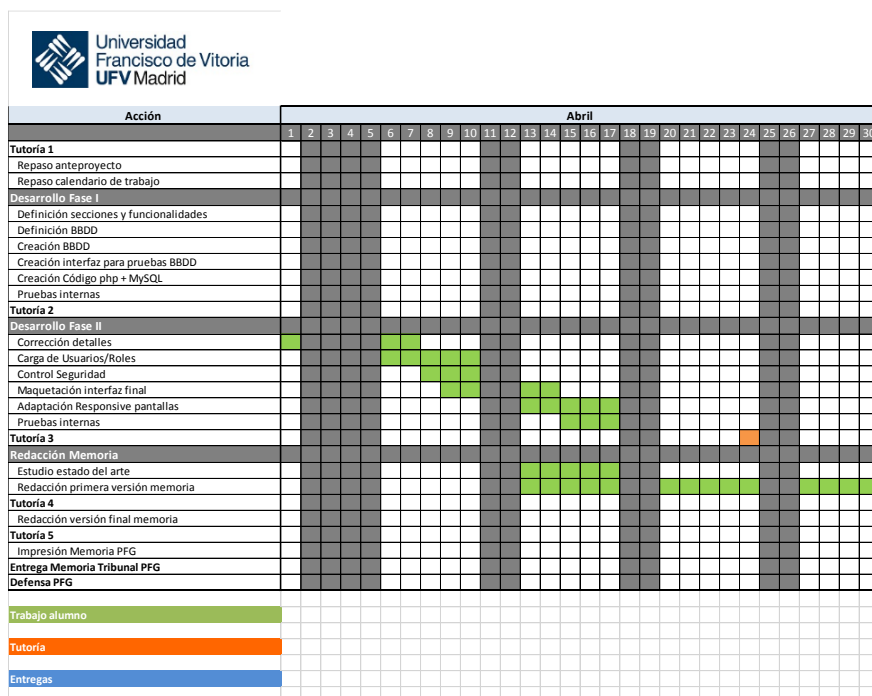 Universidad
Francisco de Vitoria
UFV Madrid
Acción Abril
1 2 3 4 5 6 7 8 9 10 11 12 13 14 15 16 17 18 19 20 21 22 23 24 25 26 27 28 29 30
Tutoría 1
Repaso anteproyecto
Repaso calendario de trabajo
Desarrollo Fase I
Definición secciones y funcionalidades
Definición BBDD
Creación BBDD
Creación interfaz para pruebas BBDD
Creación Código php + MySQL
Pruebas internas
Tutoría 2
Desarrollo Fase II
Corrección detalles
Carga de Usuarios/Roles
Control Seguridad
Maquetación interfaz final
Adaptación Responsive pantallas
Pruebas internas
Tutoría 3
Redacción Memoria
Estudio estado del arte
Redacción primera versión memoria
Tutoría 4
Redacción versión final memoria
Tutoría 5
Impresión Memoria PFG
Entrega Memoria Tribunal PFG
Defensa PFG
Trabajo alumno
Tutoría
Entregas